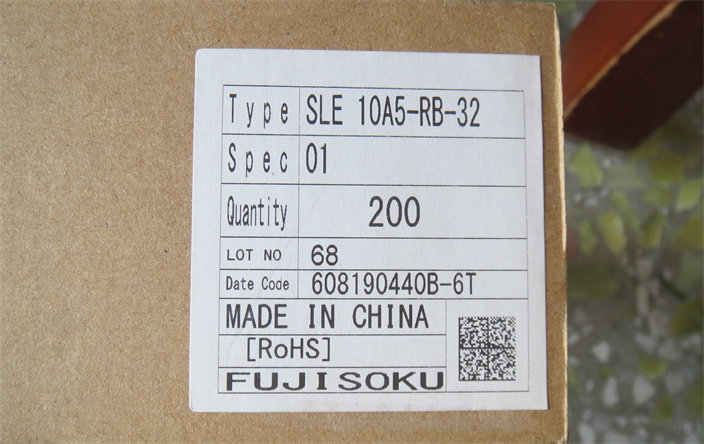 Type SLE 10A5-RB-32
Spec 01
Quantity 200
LOT NO 68
Date Code 608190440B-6T
MADE IN CHINA
[RoHS]
FUJISOKU